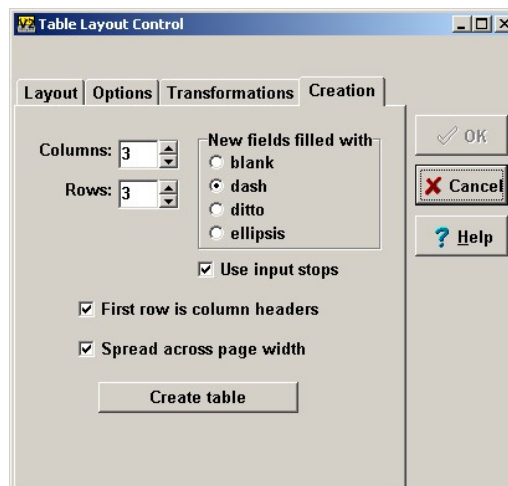 Table Layout Control
Layout Options Transformations Creation
Columns: 3
Rows: 3
New fields filled with
blank
dash
ditto
ellipsis
Use input stops
First row is column headers
Spread across page width
Create table
OK
Cancel
Help